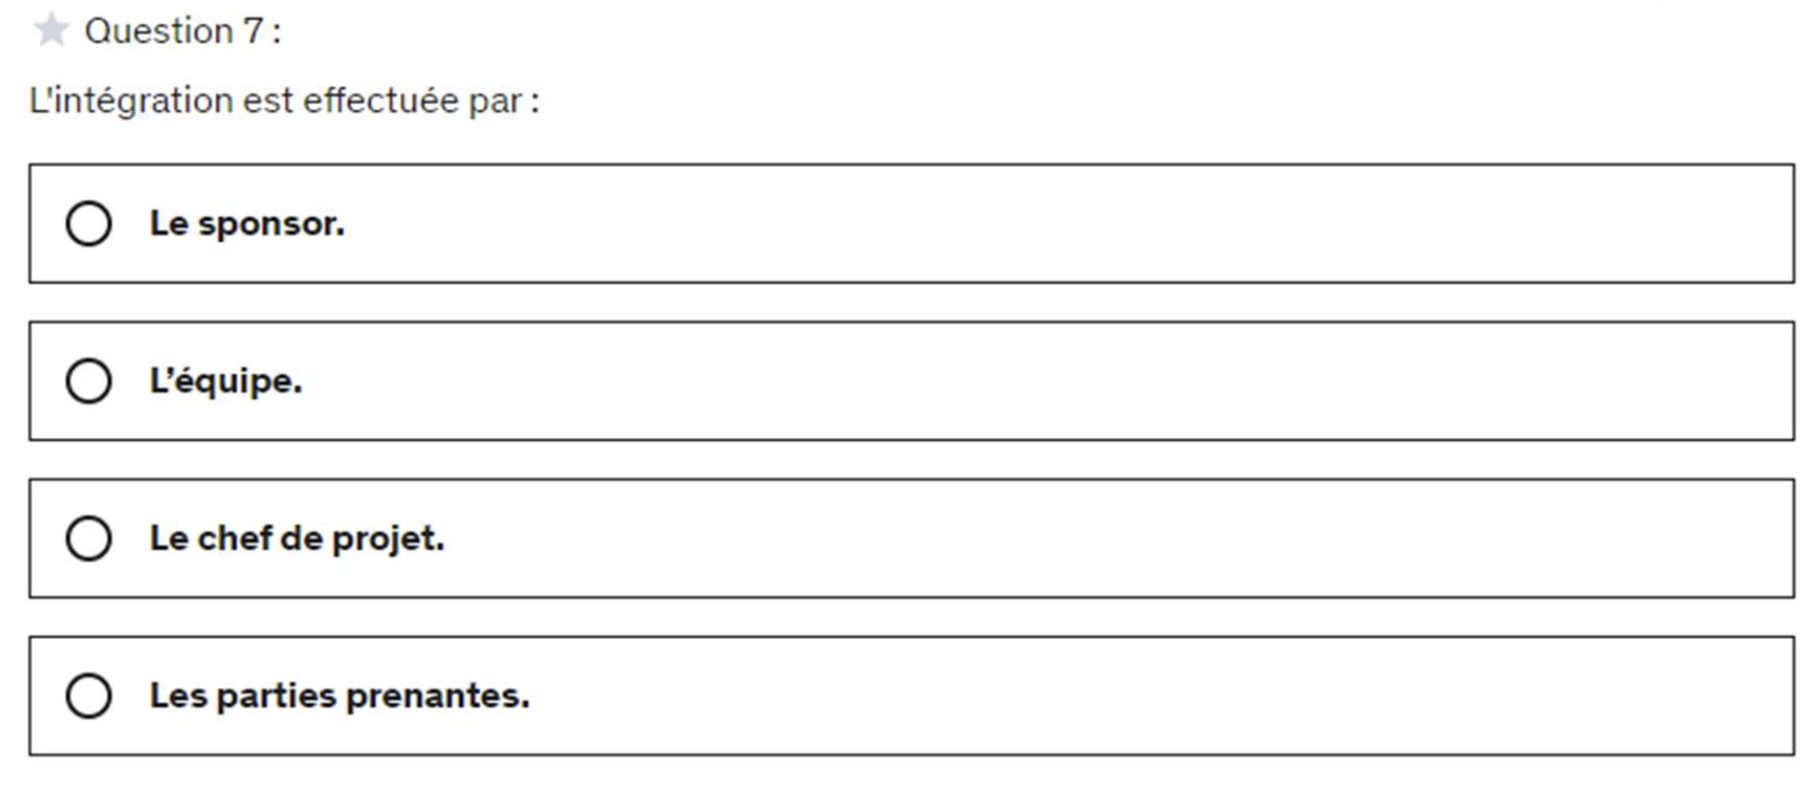 Question 7 :
L'intégration est effectuée par :
Le sponsor.
L’équipe.
Le chef de projet.
Les parties prenantes.